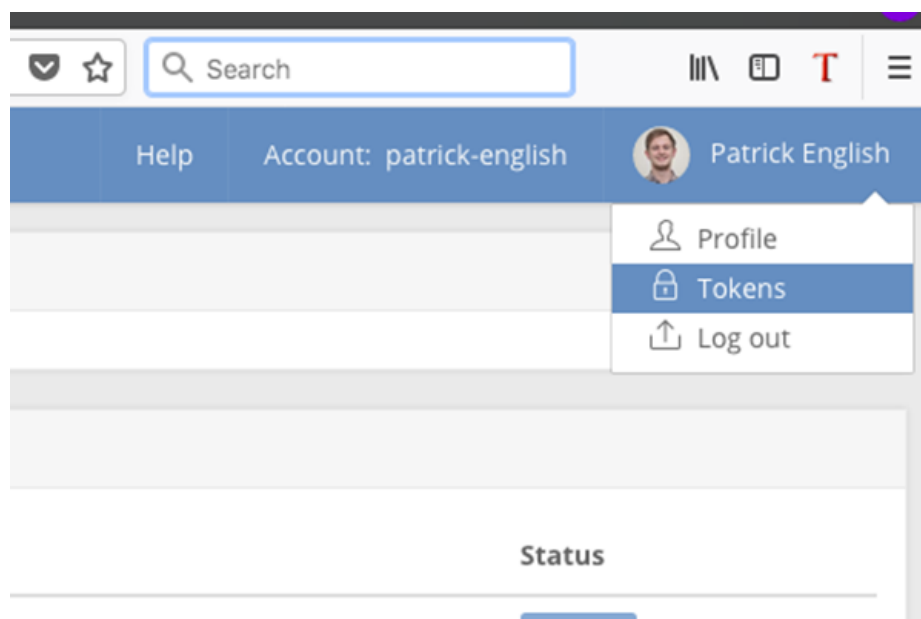 Search T
Help Account: patrick-english Patrick English
Profile
Tokens
Log out
Status